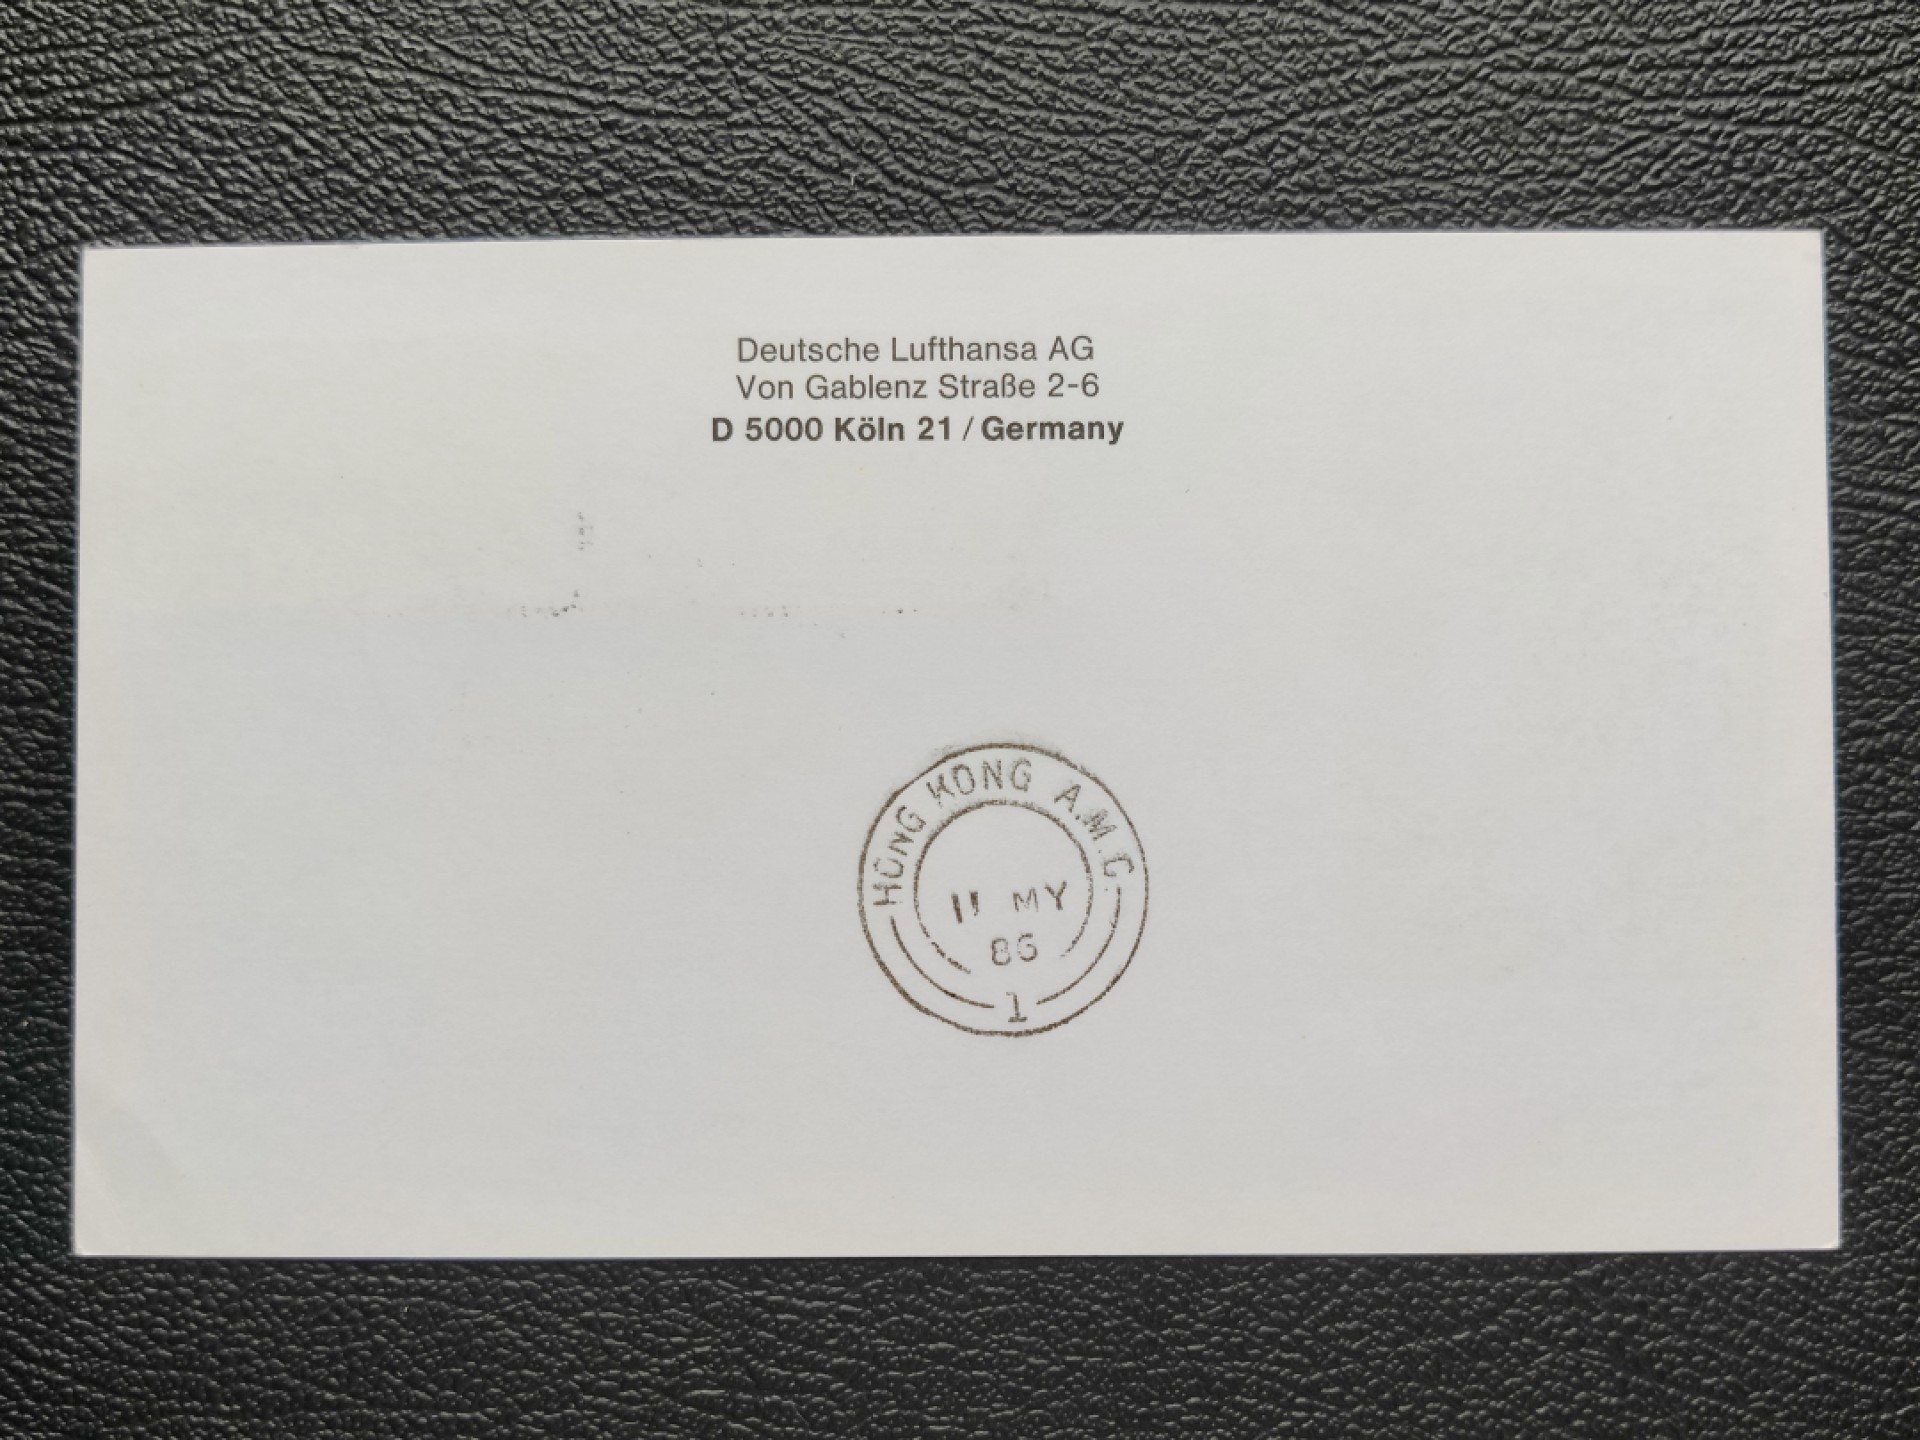 Deutsche Lufthansa AG
Von Gablenz Straße 2-6
D 5000 Köln 21 / Germany
HONG KONG A.M.C.
11 MY
86
1